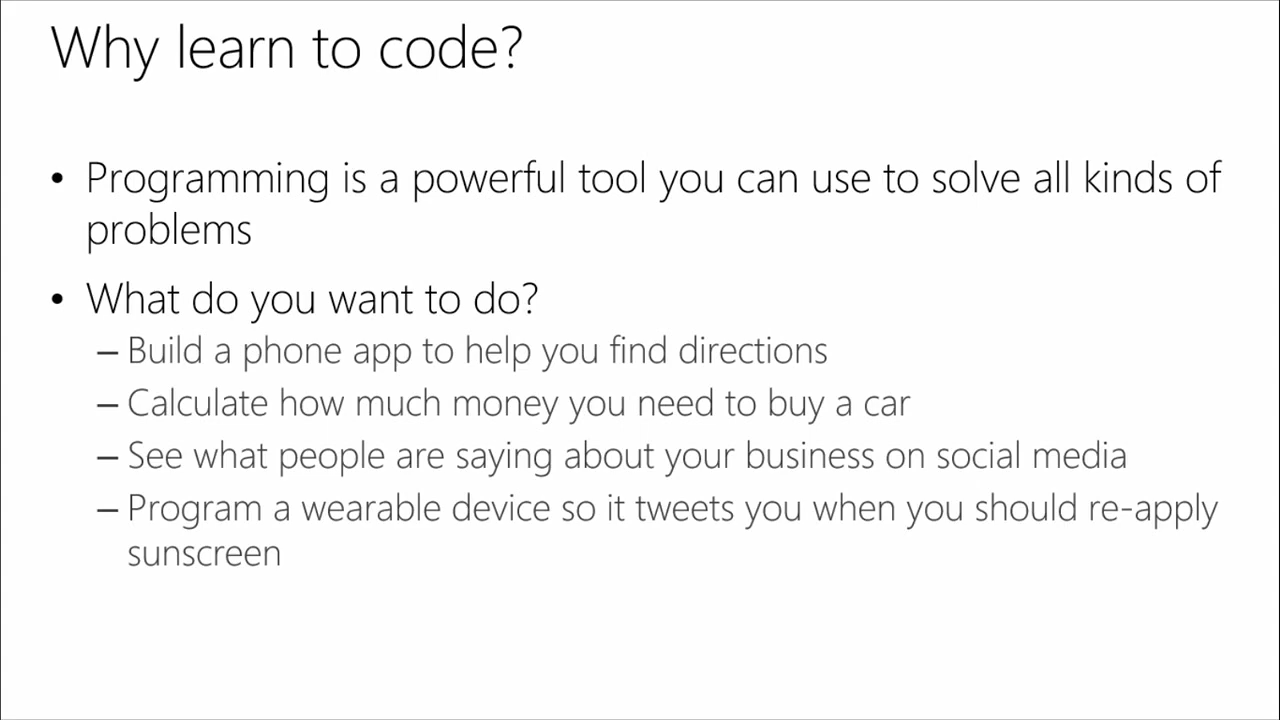 Why learn to code?
• Programming is a powerful tool you can use to solve all kinds of
problems
• What do you want to do?
– Build a phone app to help you find directions
– Calculate how much money you need to buy a car
– See what people are saying about your business on social media
– Program a wearable device so it tweets you when you should re-apply
sunscreen